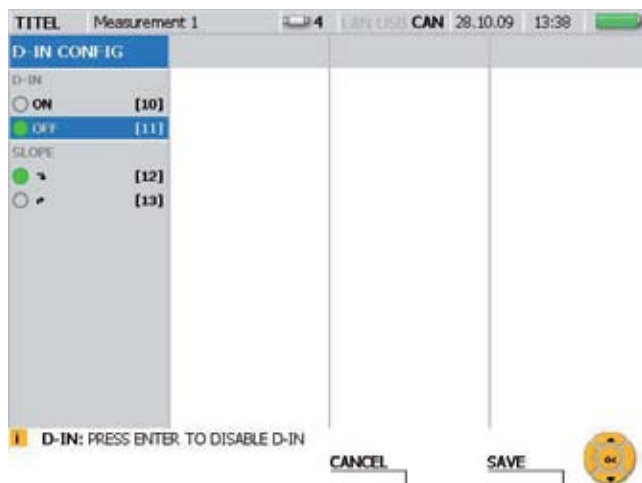 TITEL Measurement 1 4 LAN USB CAN 28.10.09 13:38
D-IN CONFIG
D-IN
ON [10]
OFF [11]
SLOPE
[12]
[13]
i D-IN: PRESS ENTER TO DISABLE D-IN
CANCEL SAVE
OK